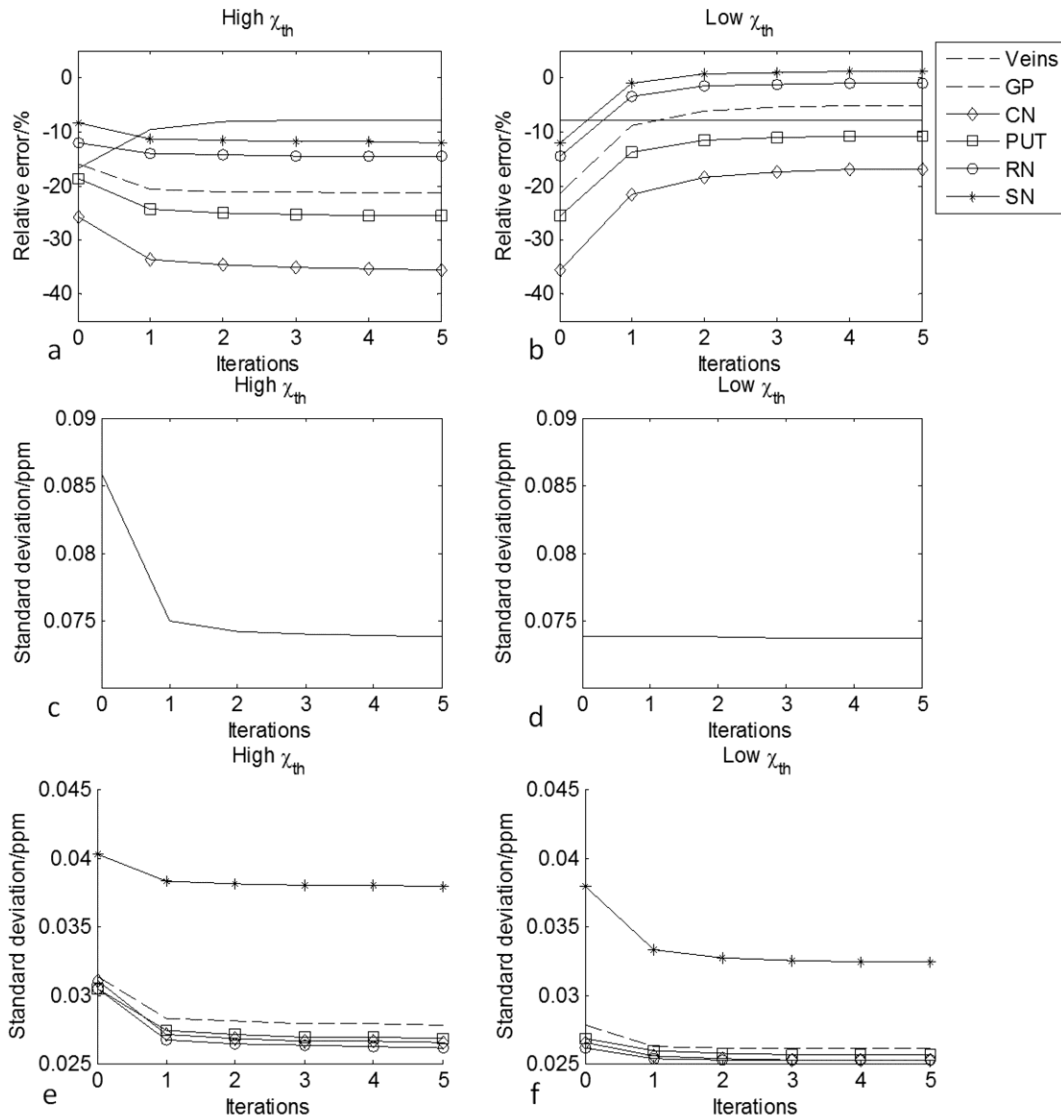 High χth
Relative error/%
0
-10
-20
-30
-40
0 1 2 3 4 5
Iterations
a
Low χth
Relative error/%
0
-10
-20
-30
-40
0 1 2 3 4 5
Iterations
b
Veins
GP
CN
PUT
RN
SN
High χth
Standard deviation/ppm
0.09
0.085
0.08
0.075
0 1 2 3 4 5
Iterations
c
Low χth
Standard deviation/ppm
0.09
0.085
0.08
0.075
0 1 2 3 4 5
Iterations
d
High χth
Standard deviation/ppm
0.045
0.04
0.035
0.03
0.025
0 1 2 3 4 5
Iterations
e
Low χth
Standard deviation/ppm
0.045
0.04
0.035
0.03
0.025
0 1 2 3 4 5
Iterations
f